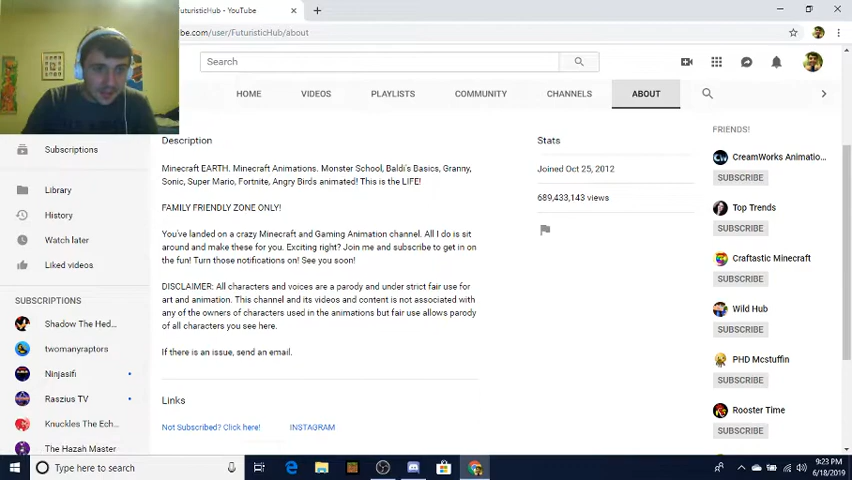 FuturisticHub - YouTube
be.com/user/FuturisticHub/about
Search
HOME
VIDEOS
PLAYLISTS
COMMUNITY
CHANNELS
ABOUT
Subscriptions
Library
History
Watch later
Liked videos
SUBSCRIPTIONS
Shadow The Hed...
twomanyraptors
Ninjasifi
Raszius TV
Knuckles The Ech...
The Hazah Master
Description
Minecraft EARTH. Minecraft Animations. Monster School, Baldi's Basics, Granny,
Sonic, Super Mario, Fortnite, Angry Birds animated! This is the LIFE!
FAMILY FRIENDLY ZONE ONLY!
You've landed on a crazy Minecraft and Gaming Animation channel. All I do is sit
around and make these for you. Exciting right? Join me and subscribe to get in on
the fun! Turn those notifications on! See you soon!
DISCLAIMER: All characters and voices are a parody and under strict fair use for
art and animation. This channel and its videos and content is not associated with
any of the owners of characters used in the animations but fair use allows parody
of all characters you see here.
If there is an issue, send an email.
Links
Not Subscribed? Click here!
INSTAGRAM
Stats
Joined Oct 25, 2012
689,433,143 views
FRIENDS!
CreamWorks Animatio...
SUBSCRIBE
Top Trends
SUBSCRIBE
Craftastic Minecraft
SUBSCRIBE
Wild Hub
SUBSCRIBE
PHD Mcstuffin
SUBSCRIBE
Rooster Time
SUBSCRIBE
Type here to search
9:23 PM
6/18/2019